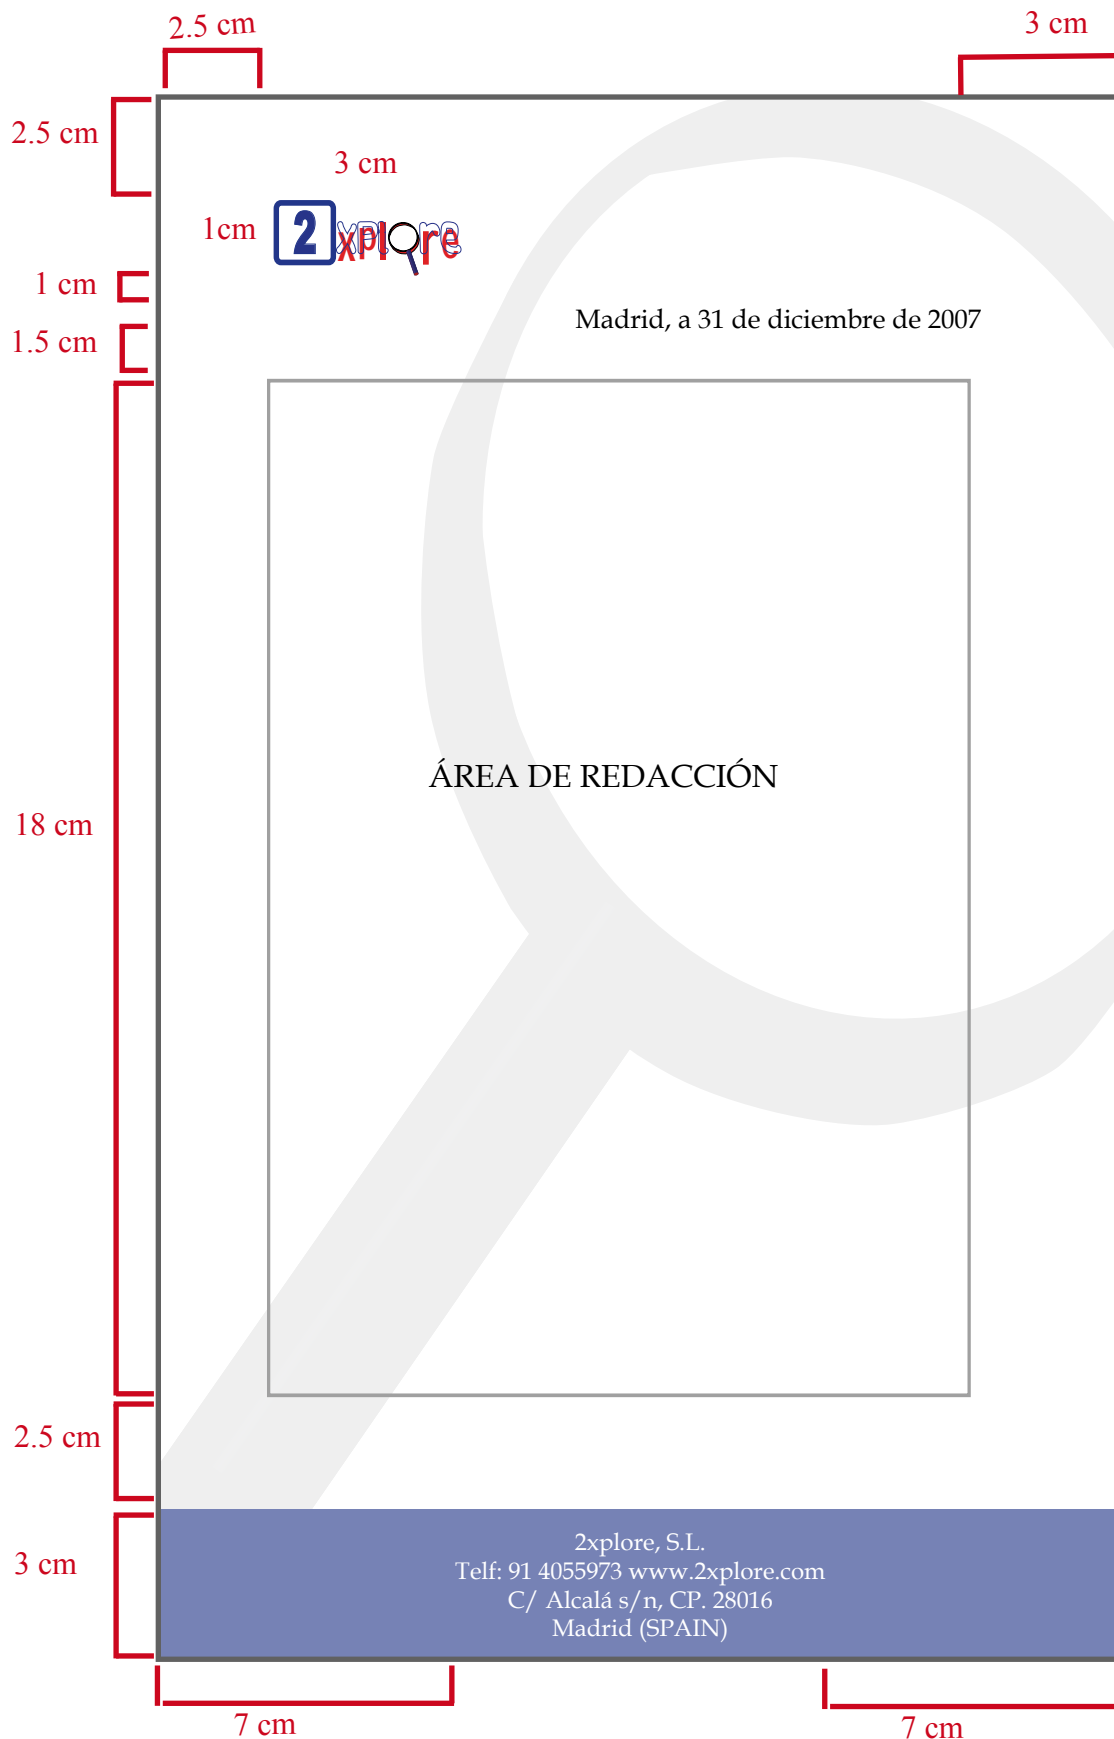 2.5 cm
3 cm
2.5 cm
3 cm
1cm
2xplore
1 cm
Madrid, a 31 de diciembre de 2007
1.5 cm
ÁREA DE REDACCIÓN
18 cm
2.5 cm
3 cm
2xplore, S.L.
Telf: 91 4055973 www.2xplore.com
C/ Alcalá s/n, CP. 28016
Madrid (SPAIN)
7 cm
7 cm